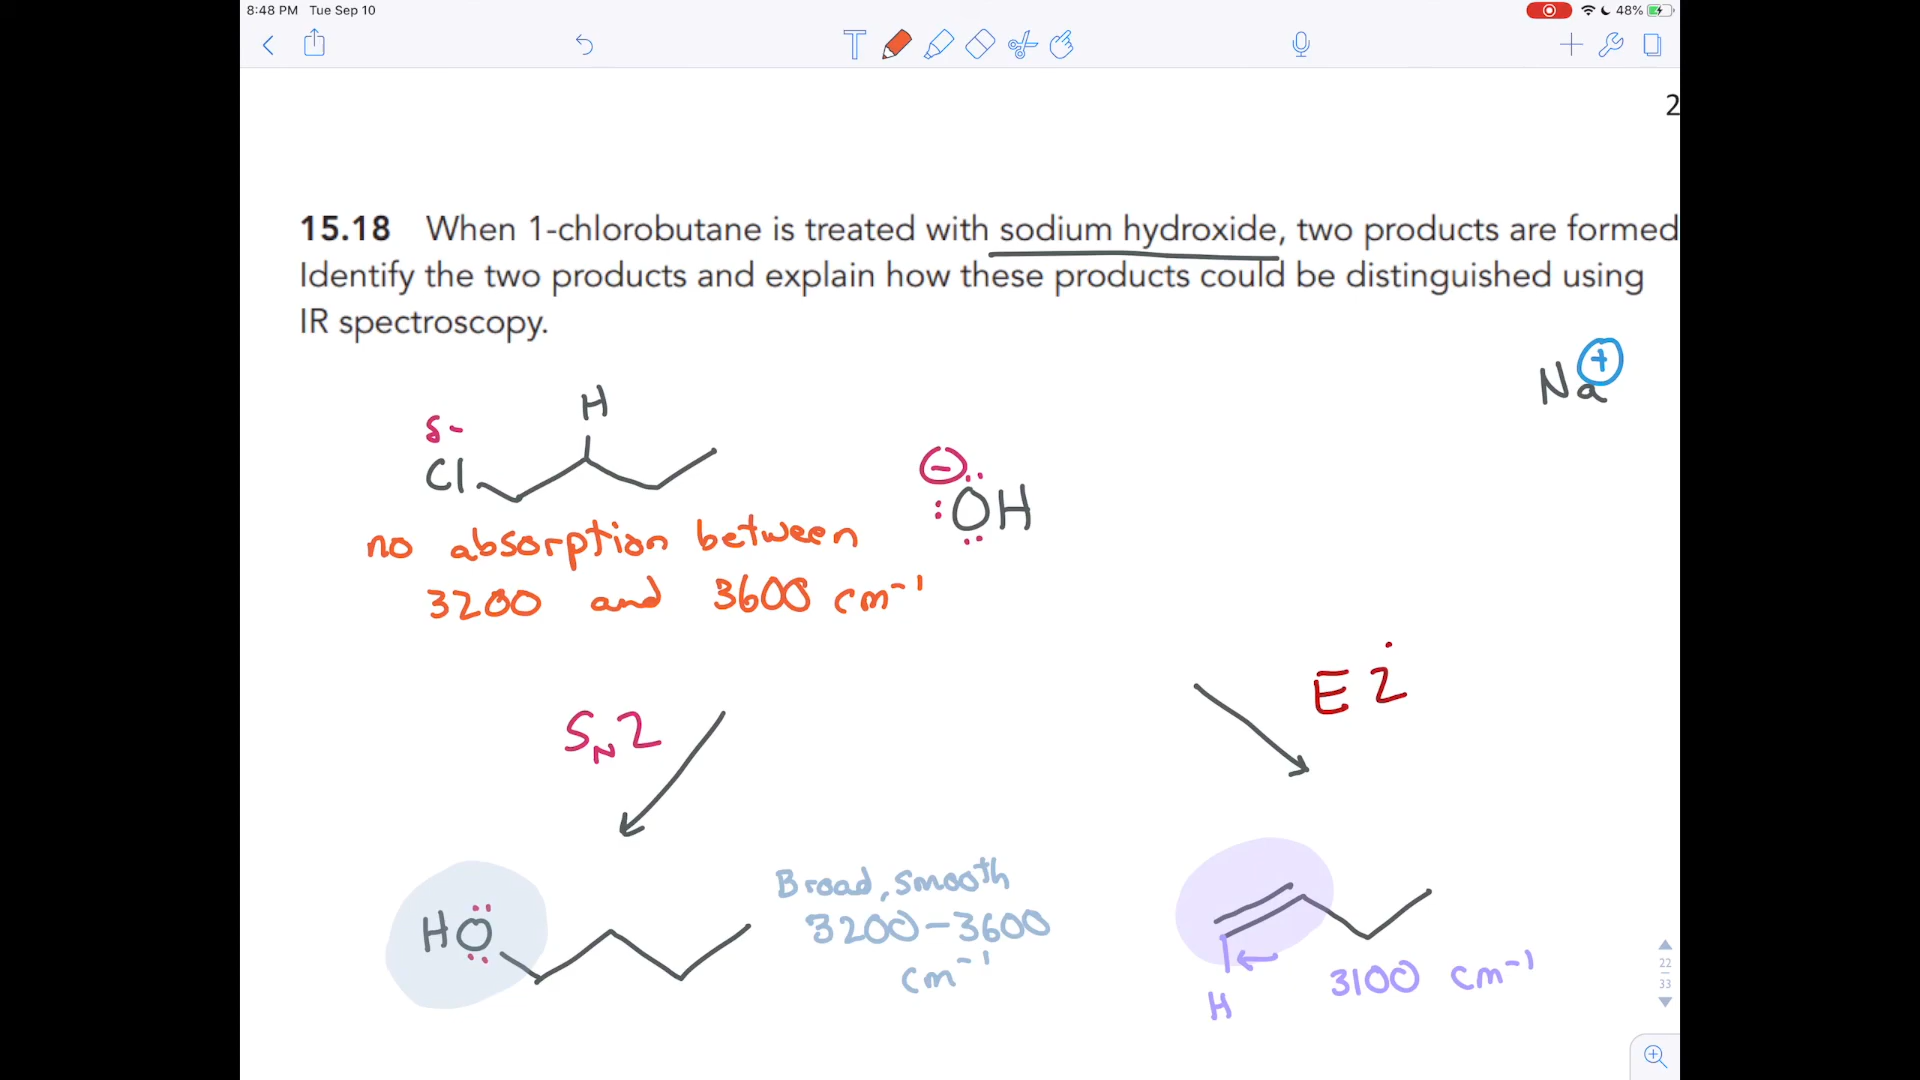 8:48 PM Tue Sep 10
48%
T
2
15.18 When 1-chlorobutane is treated with sodium hydroxide, two products are formed
Identify the two products and explain how these products could be distinguished using
IR spectroscopy.
Na+
H
δ-
Cl
-
:OH
no absorption between
3200 and 3600 cm-1
E2
SN2
Broad, smooth
3200-3600
cm-1
HO
3100 cm-1
H
22
33